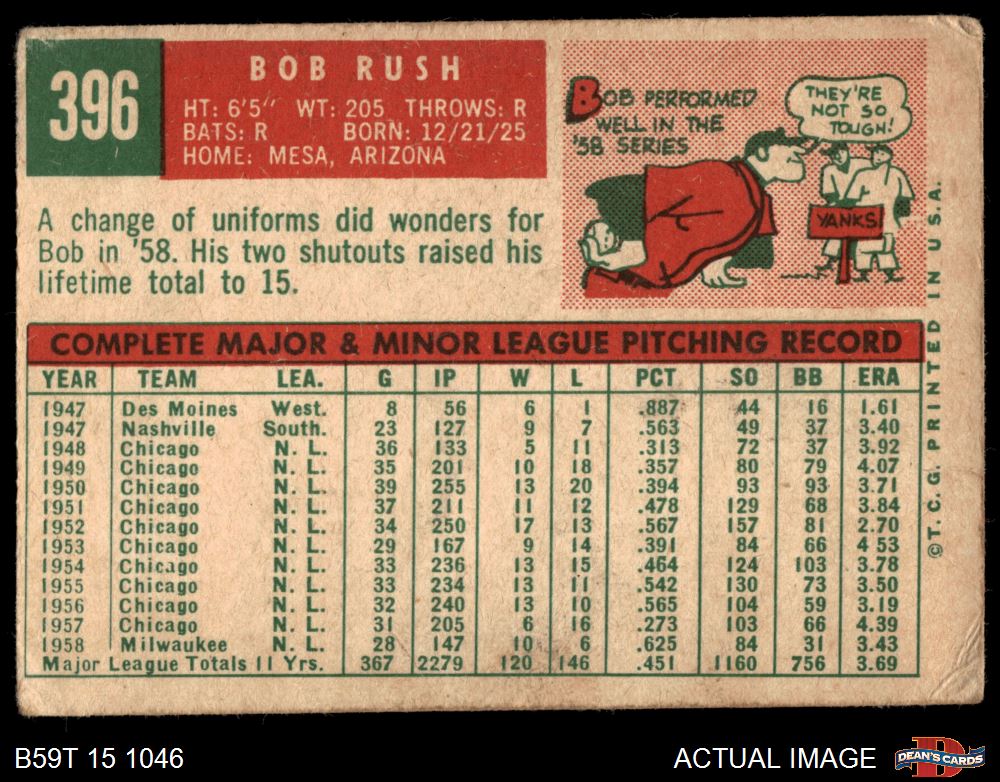 396
BOB RUSH
HT: 6'5" WT: 205 THROWS: R
BATS: R BORN: 12/21/25
HOME: MESA, ARIZONA
A change of uniforms did wonders for
Bob in '58. His two shutouts raised his
lifetime total to 15.
BOB PERFORMED
WELL IN THE
'58 SERIES
THEY'RE
NOT SO
TOUGH!
YANKS
COMPLETE MAJOR & MINOR LEAGUE PITCHING RECORD
YEAR TEAM LEA. G IP W L PCT SO BB ERA
1947 Des Moines West. 8 56 6 1 .887 44 16 1.61
1947 Nashville South. 23 127 9 7 .563 49 37 3.40
1948 Chicago N. L. 36 133 5 11 .313 72 37 3.92
1949 Chicago N. L. 35 201 10 18 .357 80 79 4.07
1950 Chicago N. L. 39 255 13 20 .394 93 93 3.71
1951 Chicago N. L. 37 211 11 12 .478 129 68 3.84
1952 Chicago N. L. 34 250 17 13 .567 157 81 2.70
1953 Chicago N. L. 29 167 9 14 .391 84 66 4 53
1954 Chicago N. L. 33 236 13 15 .464 124 103 3.78
1955 Chicago N. L. 33 234 13 11 .542 130 73 3.50
1956 Chicago N. L. 32 240 13 10 .565 104 59 3.19
1957 Chicago N. L. 31 205 6 16 .273 103 66 4.39
1958 Milwaukee N. L. 28 147 10 6 .625 84 31 3.43
Major League Totals 11 Yrs. 367 2279 120 146 .451 1160 756 3.69
©T. C. G. PRINTED IN U. S. A.
B59T 15 1046
ACTUAL IMAGE
D
DEAN'S CARDS